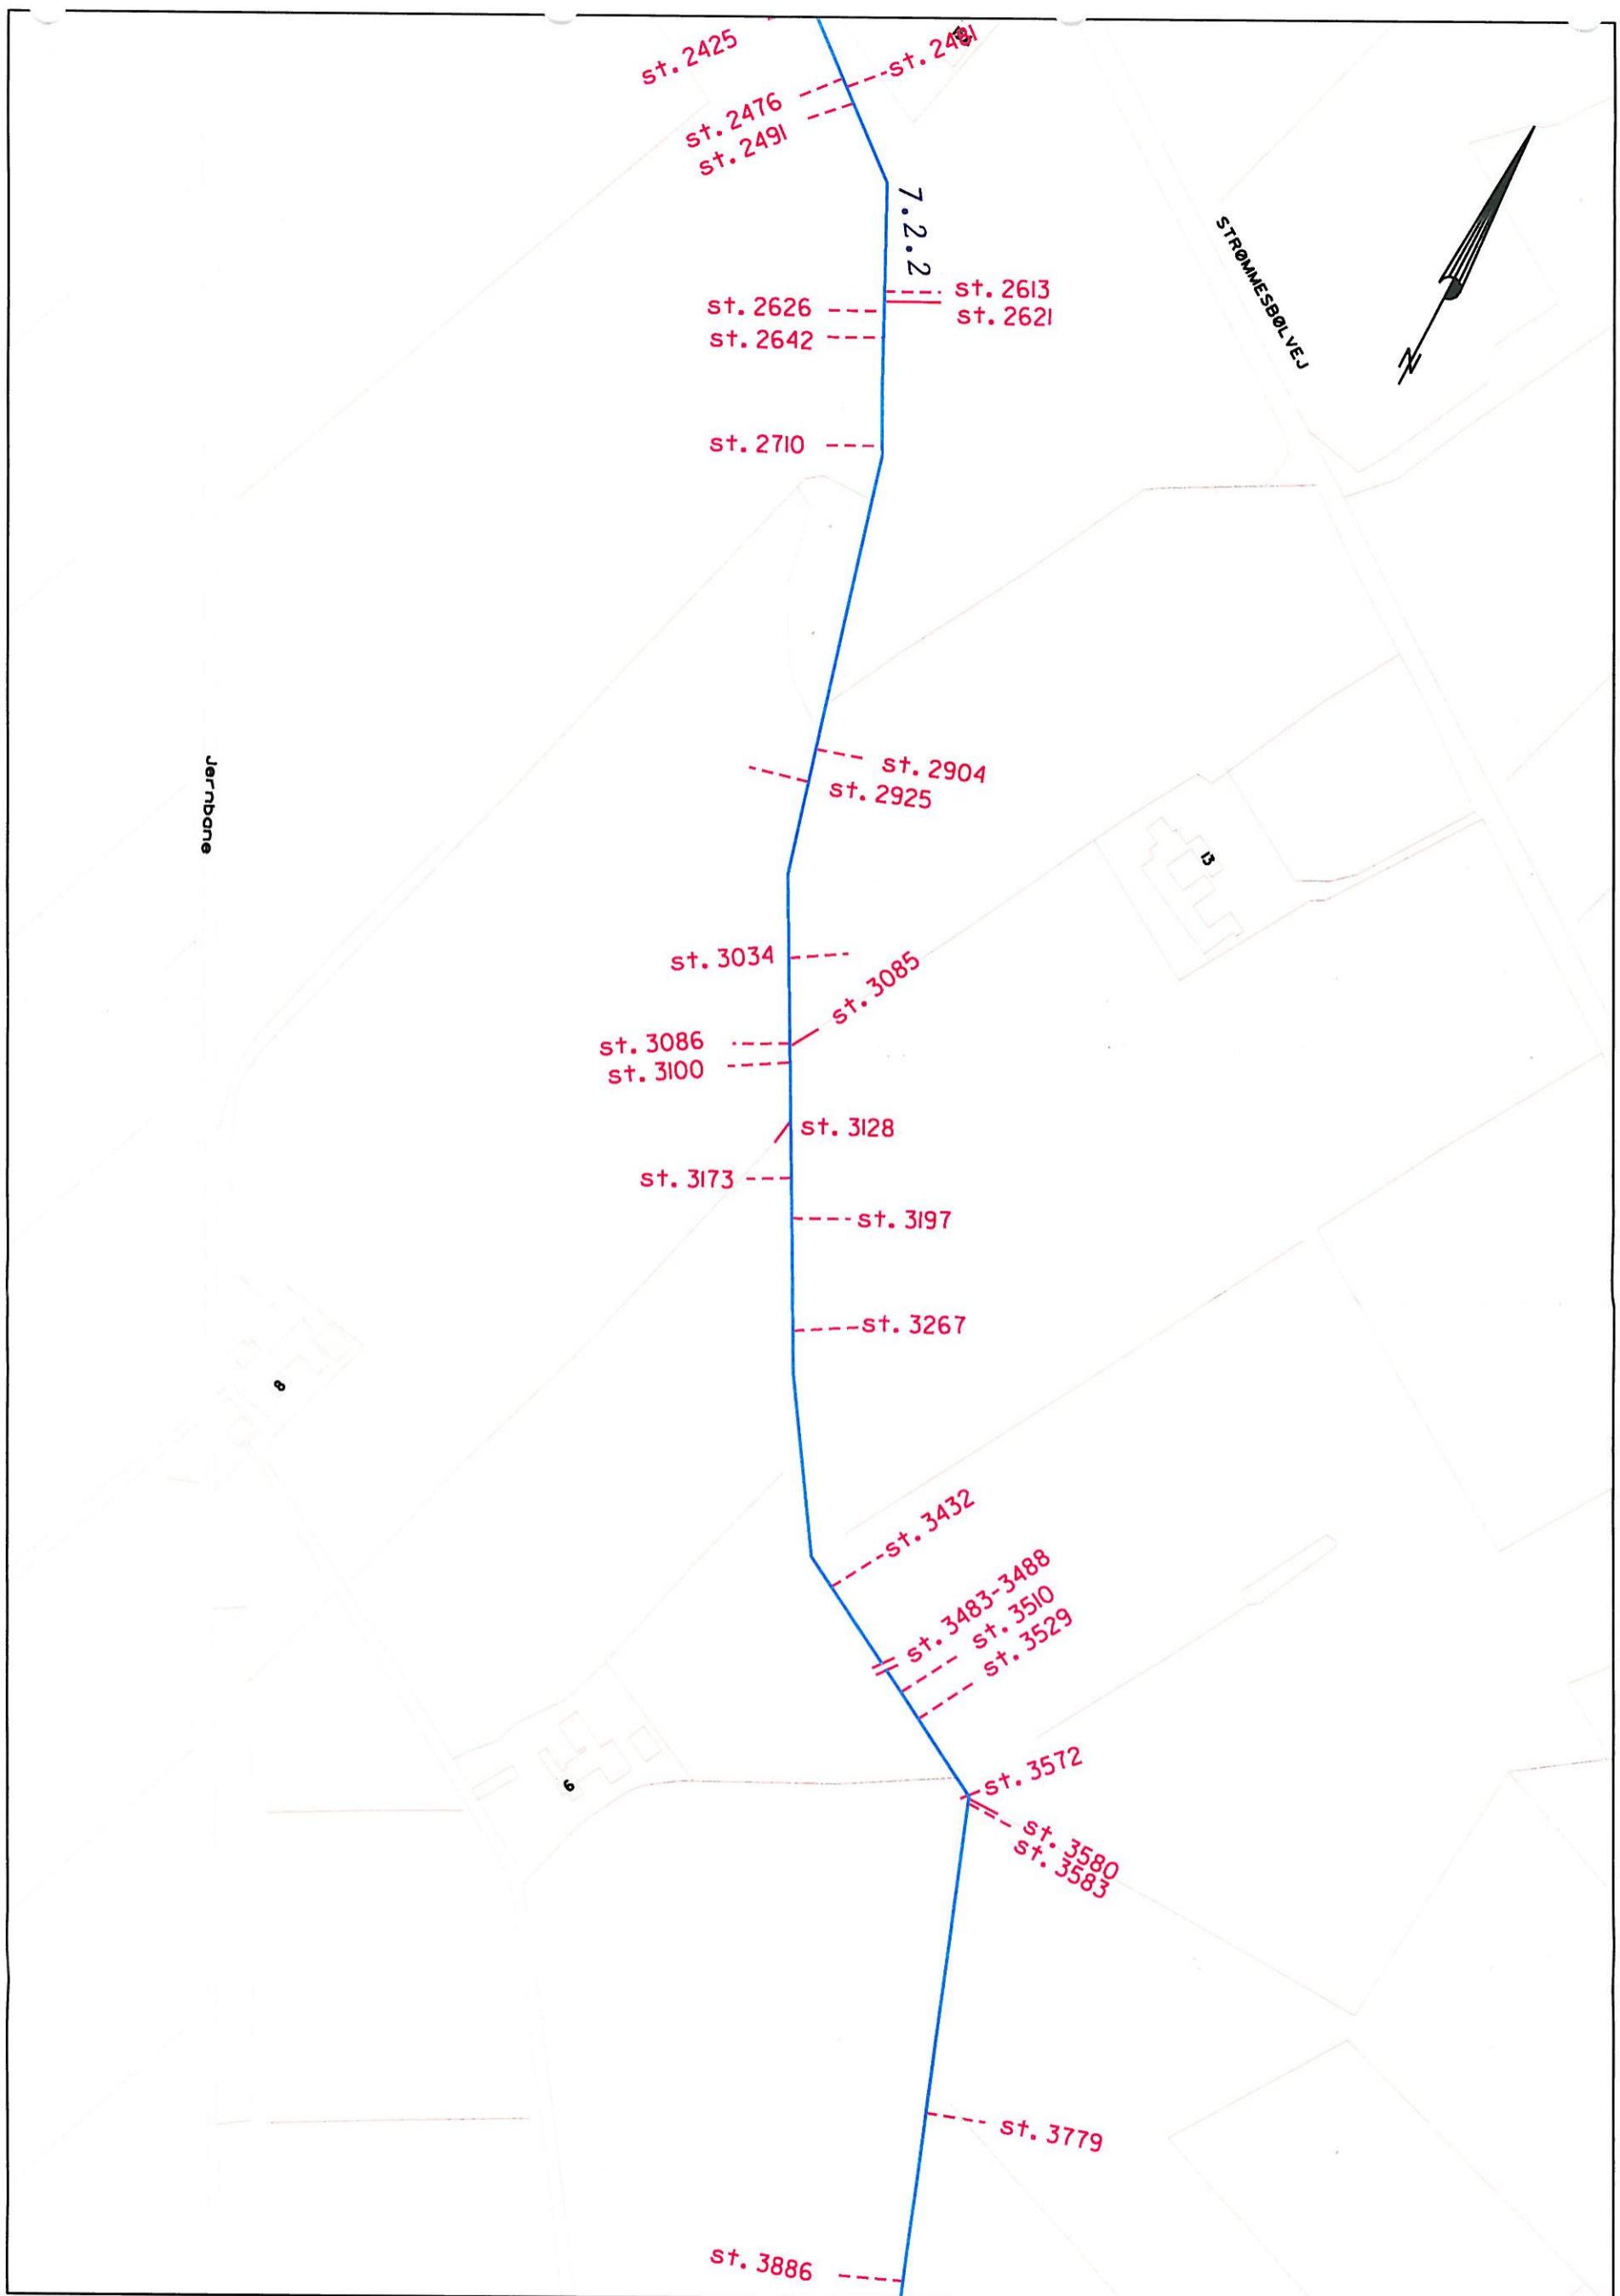 st. 2425
st. 2481
st. 2476
st. 2491
7.2.2
STRØMMESBØLVEJ
st. 2613
st. 2626
st. 2621
st. 2642
N
st. 2710
st. 2904
Jernbane
st. 2925
13
st. 3034
st. 3085
st. 3086
st. 3100
st. 3128
st. 3173
st. 3197
st. 3267
8
st. 3432
st. 3483-3488
st. 3510
st. 3529
st. 3572
6
st. 3580
st. 3583
st. 3779
st. 3886